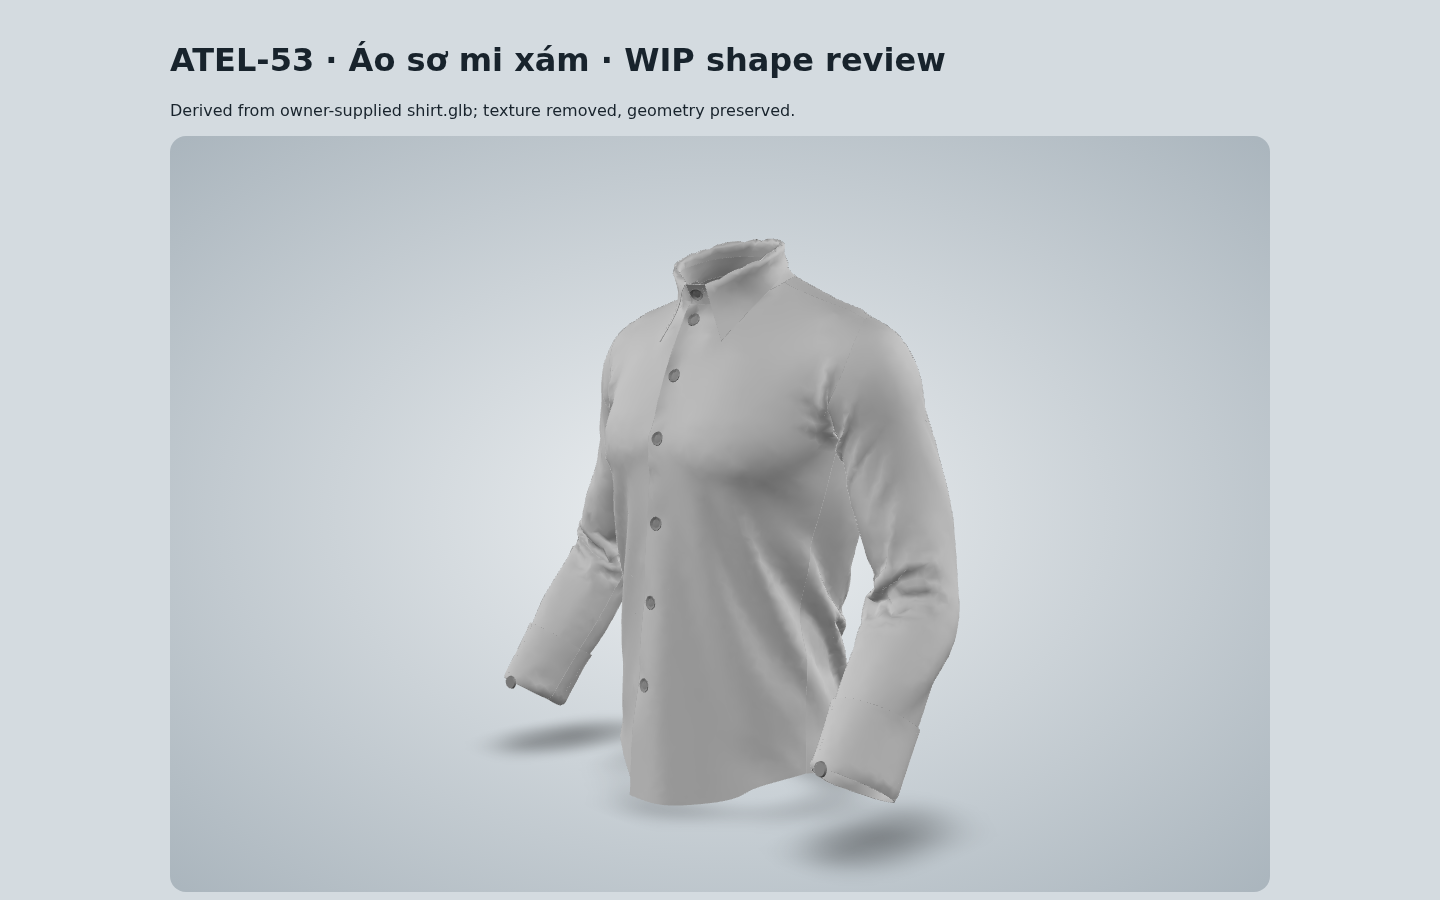 ATEL-53 · Áo sơ mi xám · WIP shape review
Derived from owner-supplied shirt.glb; texture removed, geometry preserved.